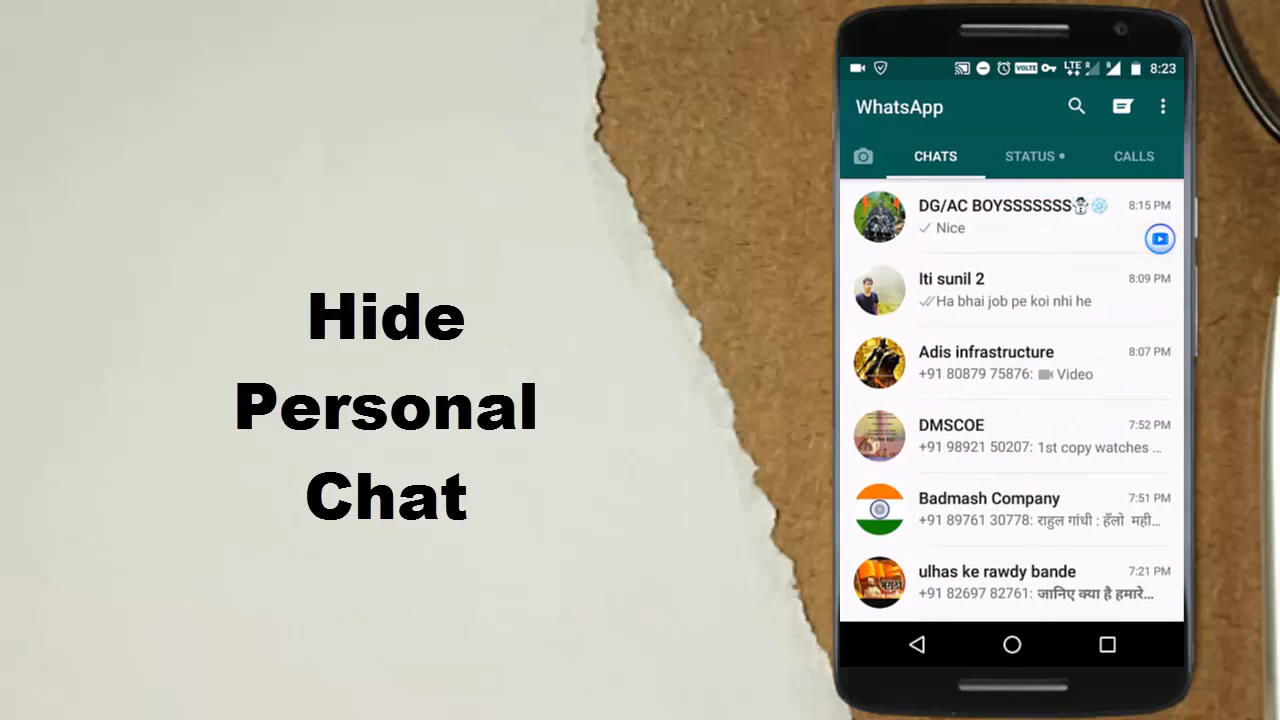 Hide
Personal
Chat
VOLTE LTE R R 8:23
WhatsApp
CHATS STATUS CALLS
DG/AC BOYSSSSSSS 8:15 PM
Nice
Iti sunil 2 8:09 PM
Ha bhai job pe koi nhi he
Adis infrastructure 8:07 PM
+91 80879 75876: Video
DMSCOE 7:52 PM
+91 98921 50207: 1st copy watches ...
Badmash Company 7:51 PM
+91 89761 30778: राहुल गांधी : हॅलो मही...
ulhas ke rawdy bande 7:21 PM
+91 82697 82761: जानिए क्या है हमारे...